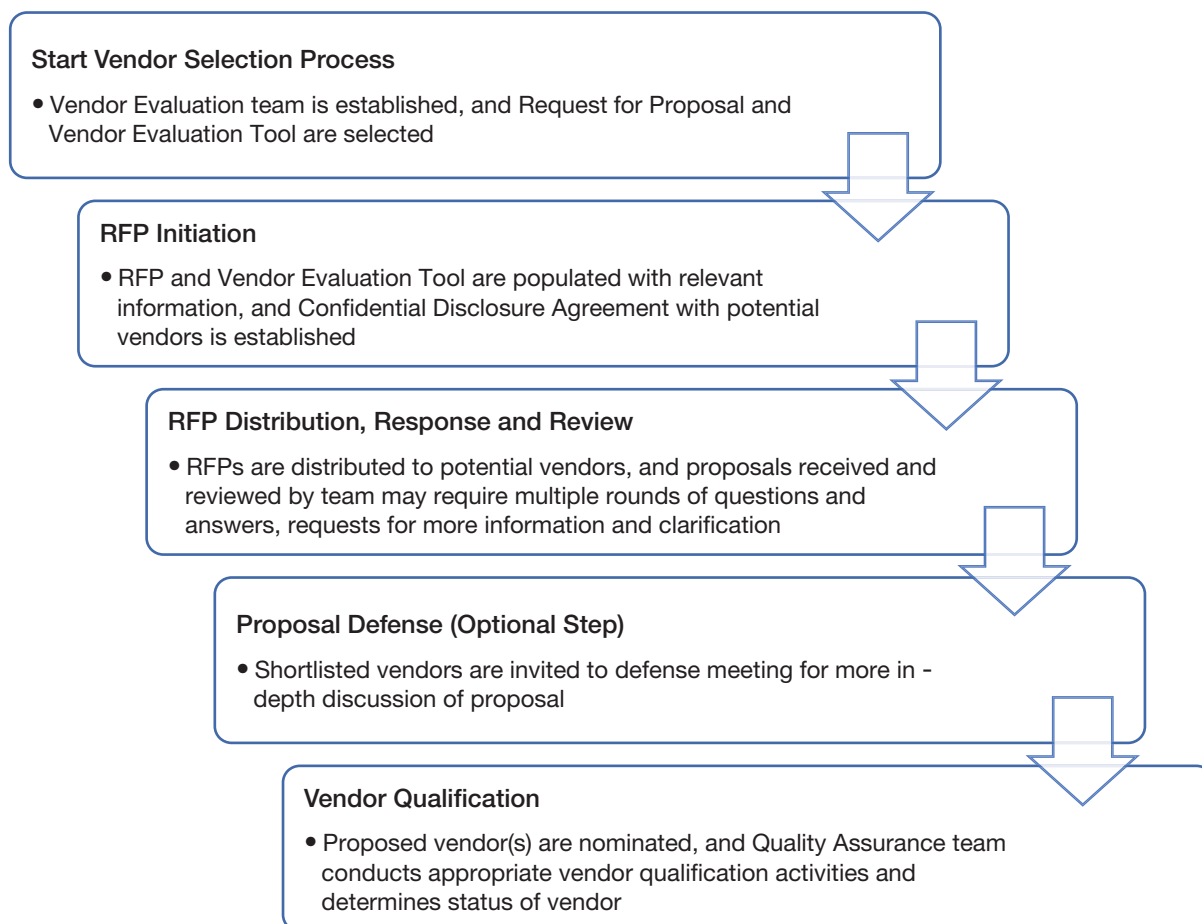 Start Vendor Selection Process
• Vendor Evaluation team is established, and Request for Proposal and
Vendor Evaluation Tool are selected
RFP Initiation
• RFP and Vendor Evaluation Tool are populated with relevant
information, and Confidential Disclosure Agreement with potential
vendors is established
RFP Distribution, Response and Review
• RFPs are distributed to potential vendors, and proposals received and
reviewed by team may require multiple rounds of questions and
answers, requests for more information and clarification
Proposal Defense (Optional Step)
• Shortlisted vendors are invited to defense meeting for more in -
depth discussion of proposal
Vendor Qualification
• Proposed vendor(s) are nominated, and Quality Assurance team
conducts appropriate vendor qualification activities and
determines status of vendor